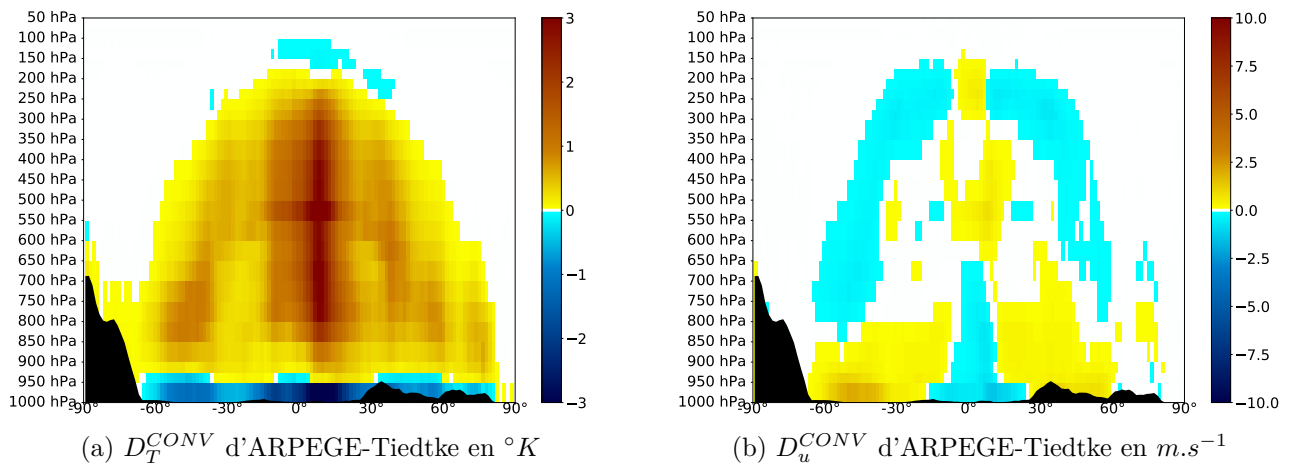 50 hPa
100 hPa
150 hPa
200 hPa
250 hPa
300 hPa
350 hPa
400 hPa
450 hPa
500 hPa
550 hPa
600 hPa
650 hPa
700 hPa
750 hPa
800 hPa
850 hPa
900 hPa
950 hPa
1000 hPa
-90° -60° -30° 0° 30° 60° 90°
3
2
1
0
−1
−2
−3
(a) D_T^{CONV} d'ARPEGE-Tiedtke en °K
50 hPa
100 hPa
150 hPa
200 hPa
250 hPa
300 hPa
350 hPa
400 hPa
450 hPa
500 hPa
550 hPa
600 hPa
650 hPa
700 hPa
750 hPa
800 hPa
850 hPa
900 hPa
950 hPa
1000 hPa
-90° -60° -30° 0° 30° 60° 90°
10.0
7.5
5.0
2.5
0.0
−2.5
−5.0
−7.5
−10.0
(b) D_u^{CONV} d'ARPEGE-Tiedtke en m.s^{−1}